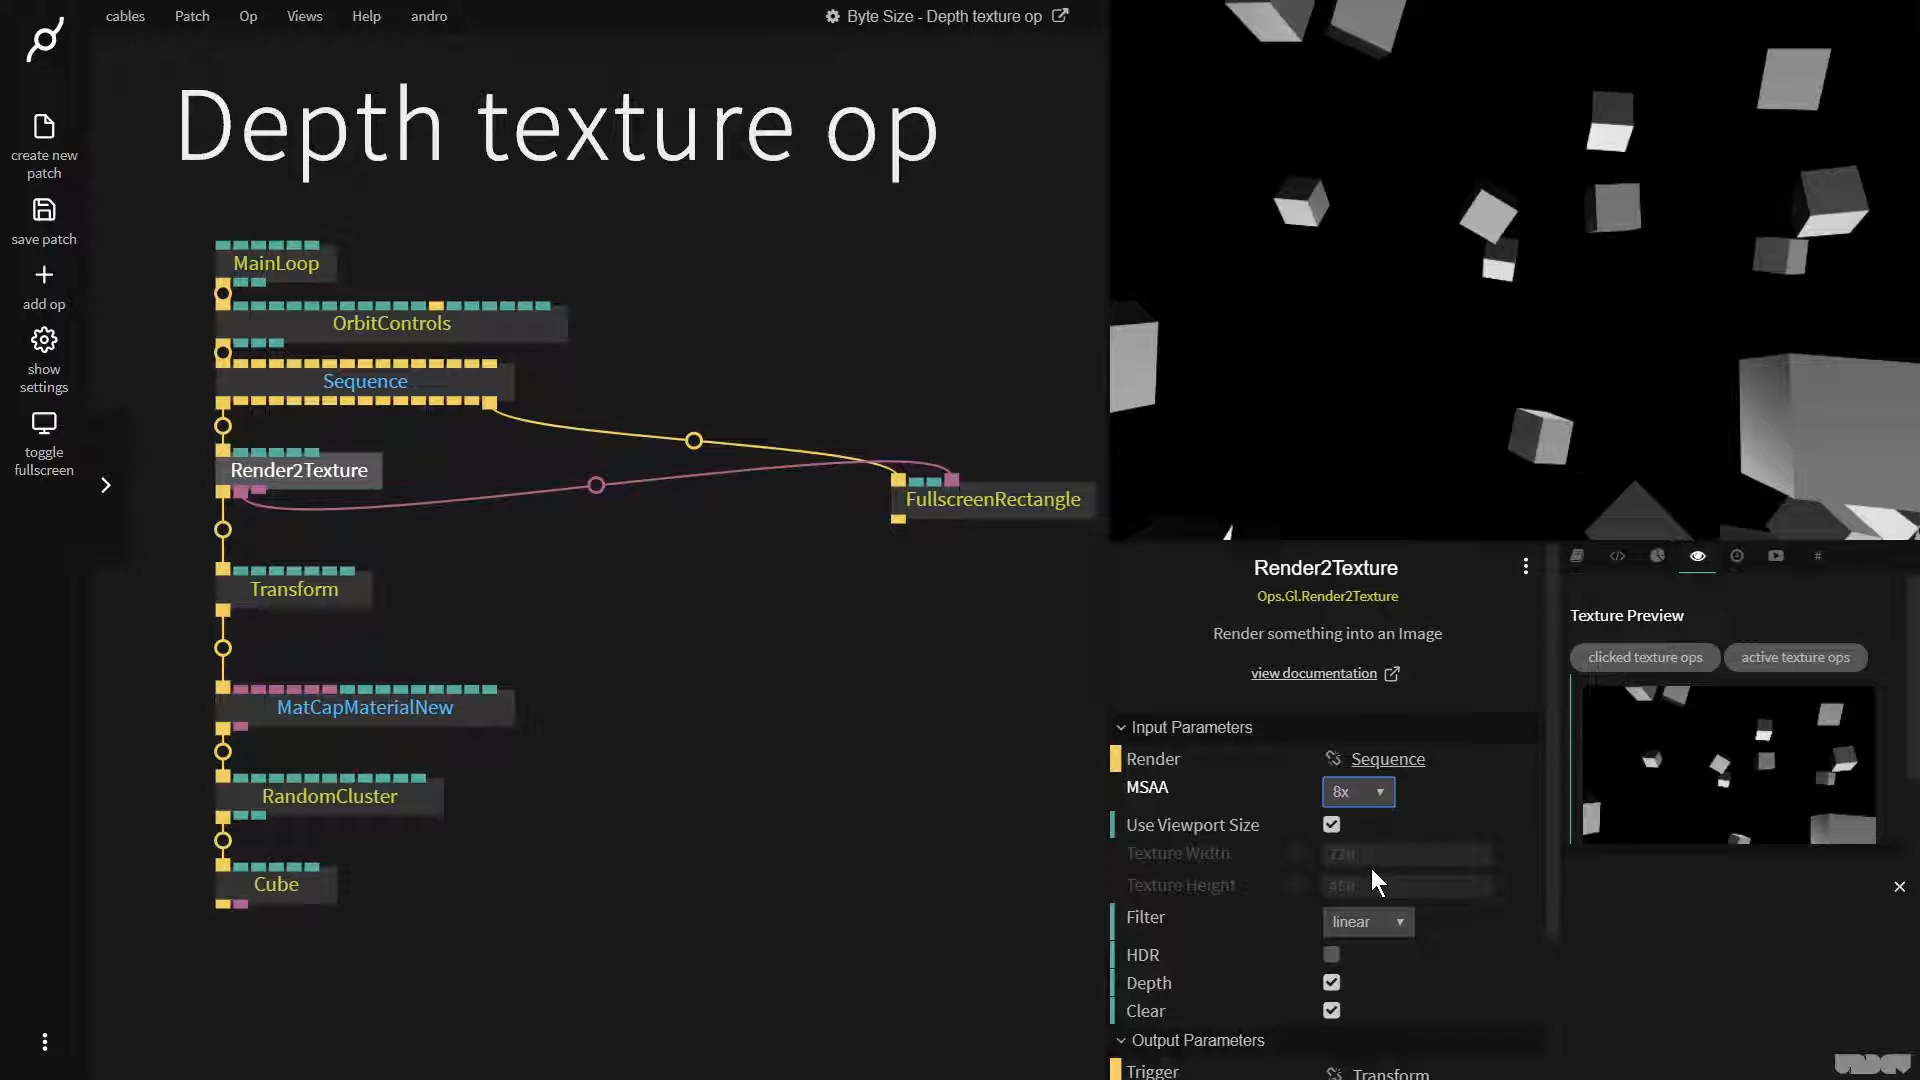 cables
Patch
Op
Views
Help
andro
Byte Size - Depth texture op
create new
patch
save patch
add op
show
settings
toggle
fullscreen
Depth texture op
MainLoop
OrbitControls
Sequence
Render2Texture
FullscreenRectangle
Transform
MatCapMaterialNew
RandomCluster
Cube
Render2Texture
Ops.Gl.Render2Texture
Render something into an Image
view documentation
Input Parameters
Render
Sequence
MSAA
8x
Use Viewport Size
Texture Width
Texture Height
Filter
linear
HDR
Depth
Clear
Output Parameters
Trigger
Transform
</> #
Texture Preview
clicked texture ops
active texture ops